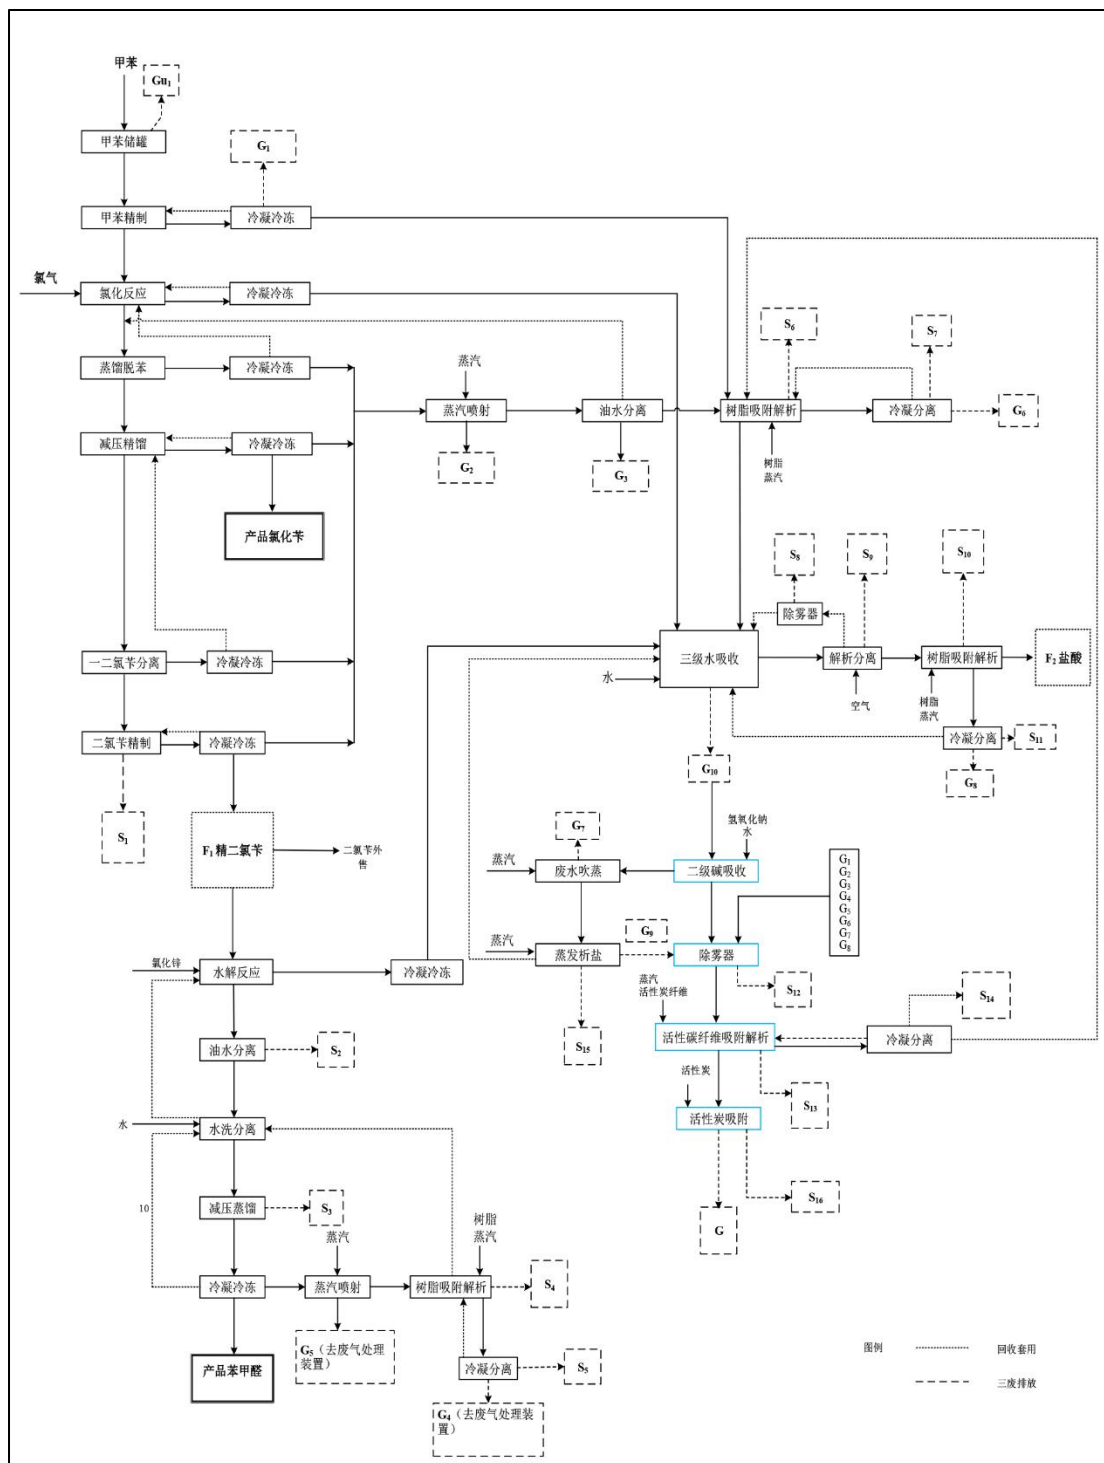 甲苯
Gu₁
甲苯储罐
G₁
甲苯精制
冷凝冷冻
氯气
氯化反应
冷凝冷冻
S₆
S₇
蒸馏脱苯
冷凝冷冻
蒸汽
蒸汽喷射
油水分离
树脂吸附解析
冷凝分离
G₆
减压精馏
冷凝冷冻
G₂
G₃
树脂
蒸汽
产品氯化苄
S₈
S₉
S₁₀
除雾器
一二氯苄分离
冷凝冷冻
三级水吸收
解析分离
树脂吸附解析
F₂ 盐酸
水
空气
树脂
蒸汽
二氯苄精制
冷凝冷冻
冷凝分离
S₁₁
G₁₀
G₈
S₁
G₇
氢氧化钠
水
F₁ 精二氯苄
二氯苄外
售
蒸汽
废水吹蒸
二级碱吸收
G₁
G₂
G₃
G₄
G₅
G₆
G₇
G₈
G₉
蒸汽
蒸发析盐
除雾器
氯化锌
水解反应
冷凝冷冻
蒸汽
活性炭纤维
S₁₂
S₁₄
油水分离
S₂
S₁₅
活性碳纤维吸附解析
冷凝分离
活性炭
S₁₃
水
水洗分离
活性炭吸附
S₁₆
10
减压蒸馏
S₃
G
蒸汽
树脂
蒸汽
冷凝冷冻
蒸汽喷射
树脂吸附解析
S₄
产品苯甲醛
G₅（去废气处理
装置）
冷凝分离
S₅
G₄（去废气处理装
置）
图例
回收套用
三废排放